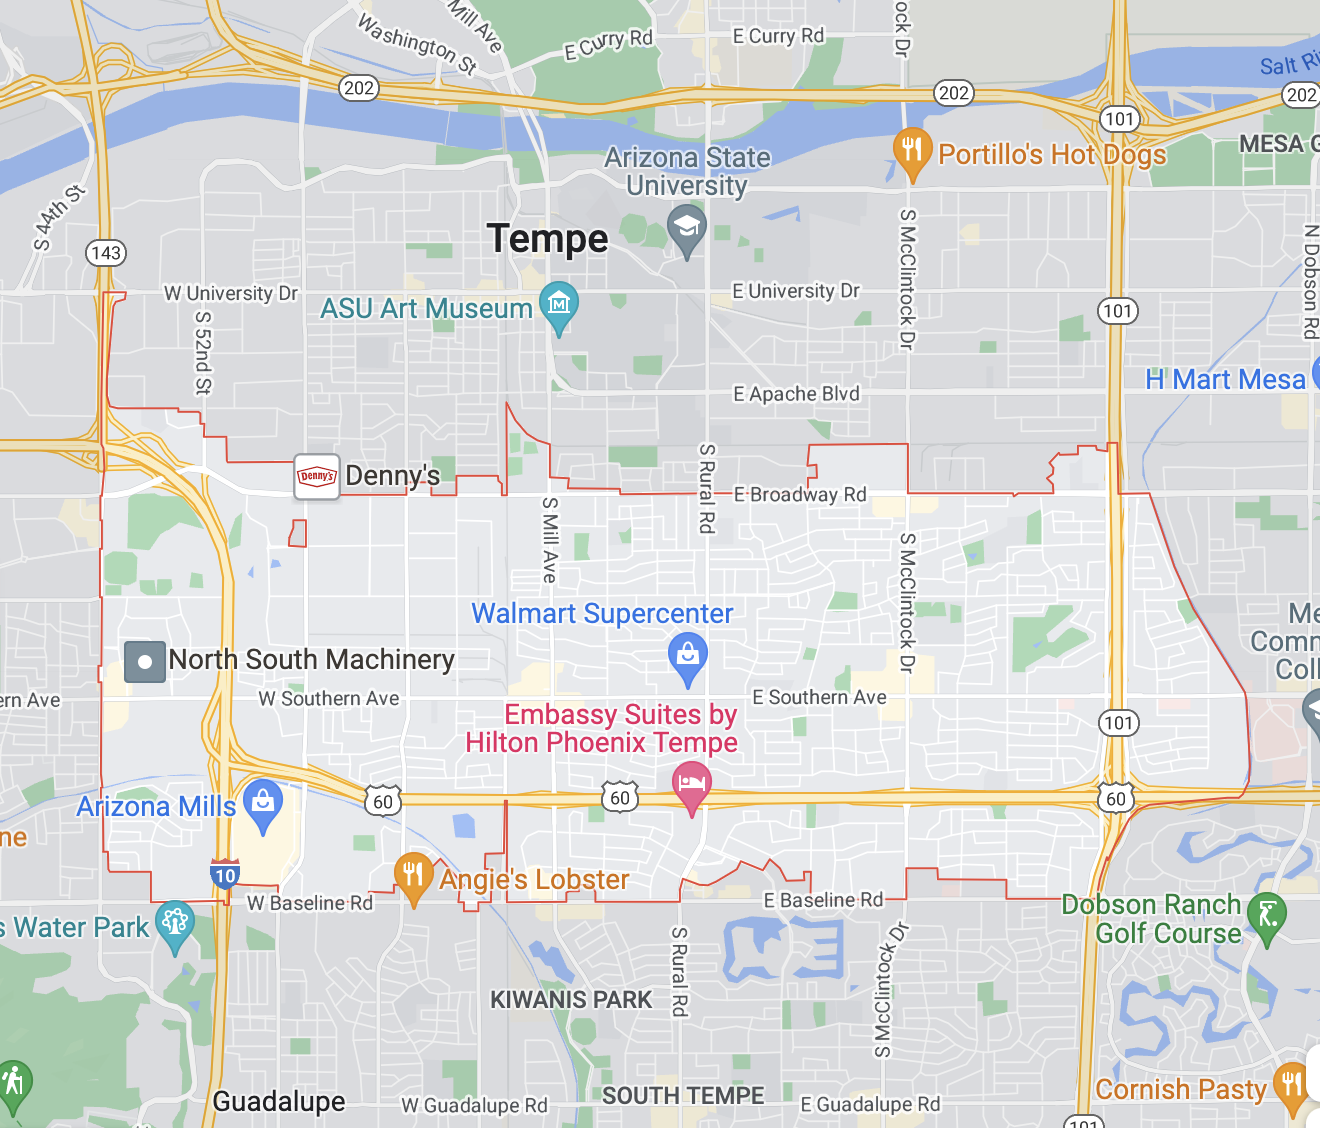 Mill Ave
Washington St
E Curry Rd
E Curry Rd
ock Dr
Salt Ri
202
202
202
101
MESA G
Portillo's Hot Dogs
Arizona State
University
S 44th St
Tempe
143
S McClintock Dr
N Dobson Rd
W University Dr
E University Dr
ASU Art Museum
101
S 52nd St
H Mart Mesa
E Apache Blvd
Denny's
Denny's
S Rural Rd
E Broadway Rd
S Mill Ave
S McClintock Dr
Walmart Supercenter
Me
Comm
Coll
North South Machinery
ern Ave
W Southern Ave
E Southern Ave
Embassy Suites by
Hilton Phoenix Tempe
101
60
60
60
Arizona Mills
ne
10
Angie's Lobster
W Baseline Rd
E Baseline Rd
Dobson Ranch
Golf Course
s Water Park
S Rural Rd
S McClintock Dr
KIWANIS PARK
SOUTH TEMPE
Cornish Pasty
Guadalupe
W Guadalupe Rd
E Guadalupe Rd
101